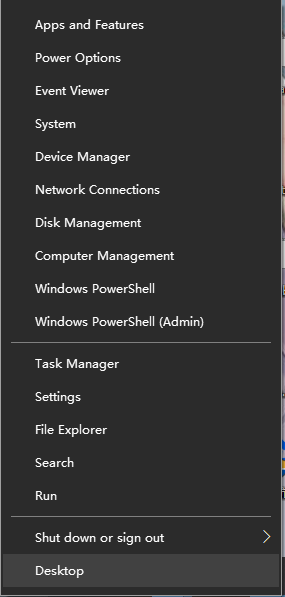 Apps and Features
Power Options
Event Viewer
System
Device Manager
Network Connections
Disk Management
Computer Management
Windows PowerShell
Windows PowerShell (Admin)
Task Manager
Settings
File Explorer
Search
Run
Shut down or sign out
Desktop